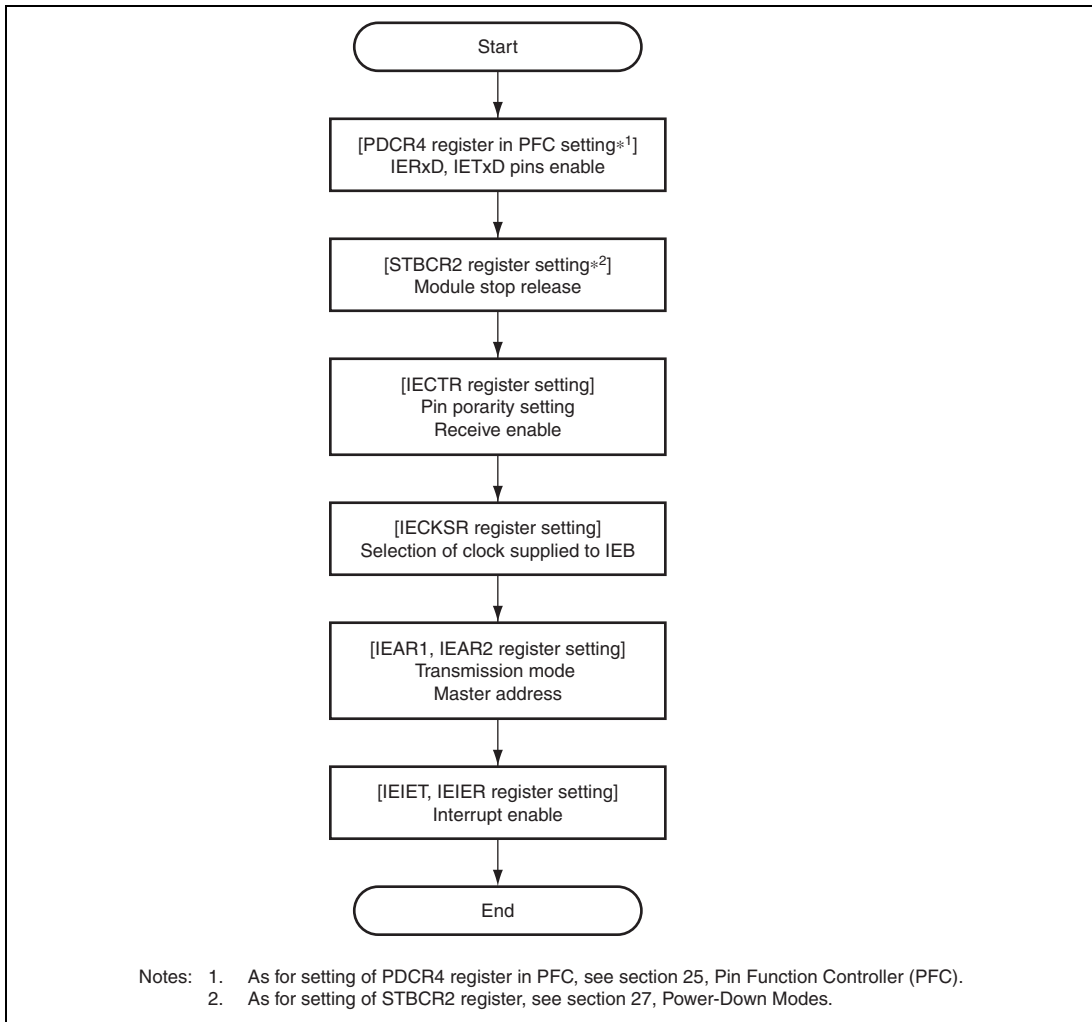 Start
[PDCR4 register in PFC setting*1]
IERxD, IETxD pins enable
[STBCR2 register setting*2]
Module stop release
[IECTR register setting]
Pin porarity setting
Receive enable
[IECKSR register setting]
Selection of clock supplied to IEB
[IEAR1, IEAR2 register setting]
Transmission mode
Master address
[IEIET, IEIER register setting]
Interrupt enable
End
Notes: 1. As for setting of PDCR4 register in PFC, see section 25, Pin Function Controller (PFC).
2. As for setting of STBCR2 register, see section 27, Power-Down Modes.